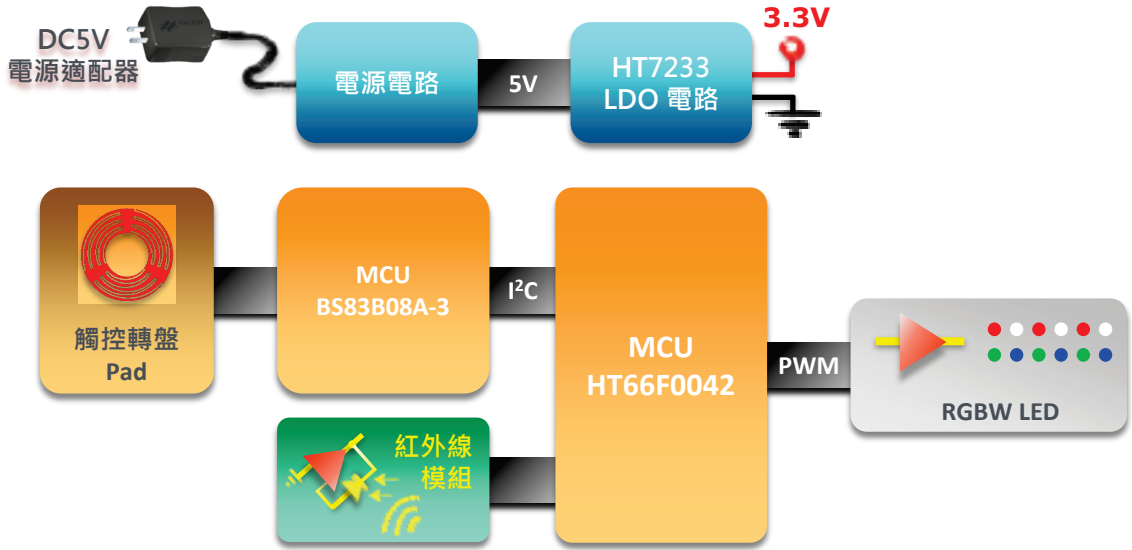 DC5V
電源適配器
電源電路
5V
HT7233
LDO 電路
3.3V
觸控轉盤
Pad
MCU
BS83B08A-3
I²C
MCU
HT66F0042
PWM
RGBW LED
紅外線
模組